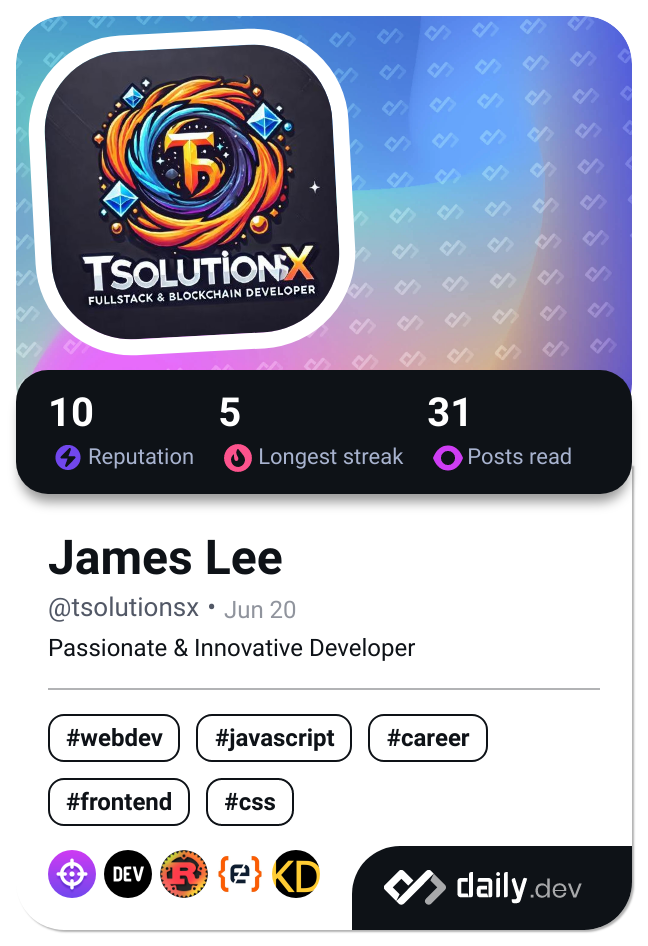 TSOLUTIONSX
FULLSTACK & BLOCKCHAIN DEVELOPER
10 5 31
Reputation Longest streak Posts read
James Lee
@tsolutionsx • Jun 20
Passionate & Innovative Developer
#webdev #javascript #career
#frontend #css
DEV R KD daily.dev